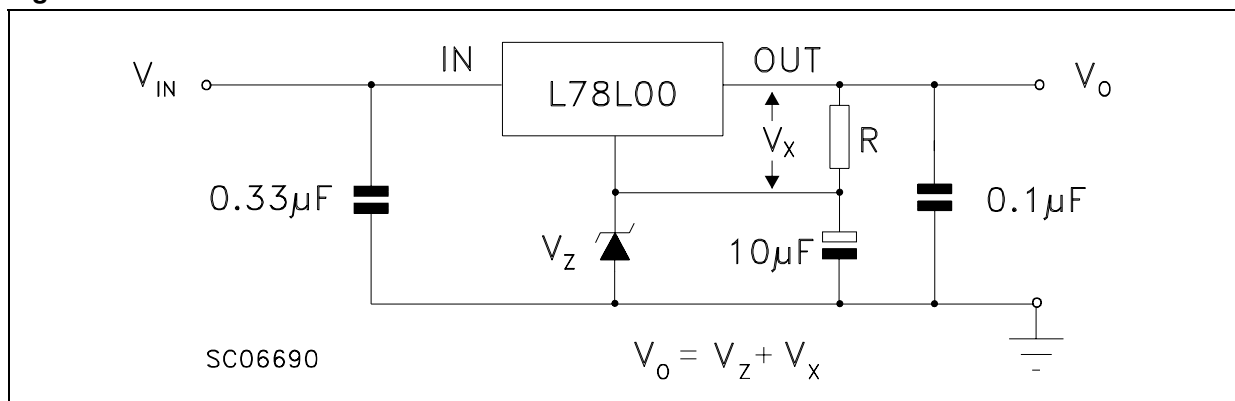 IN
OUT
V_IN
L78L00
V_O
V_X
R
0.33µF
0.1µF
V_Z
10µF
SC06690
V_O = V_Z + V_X